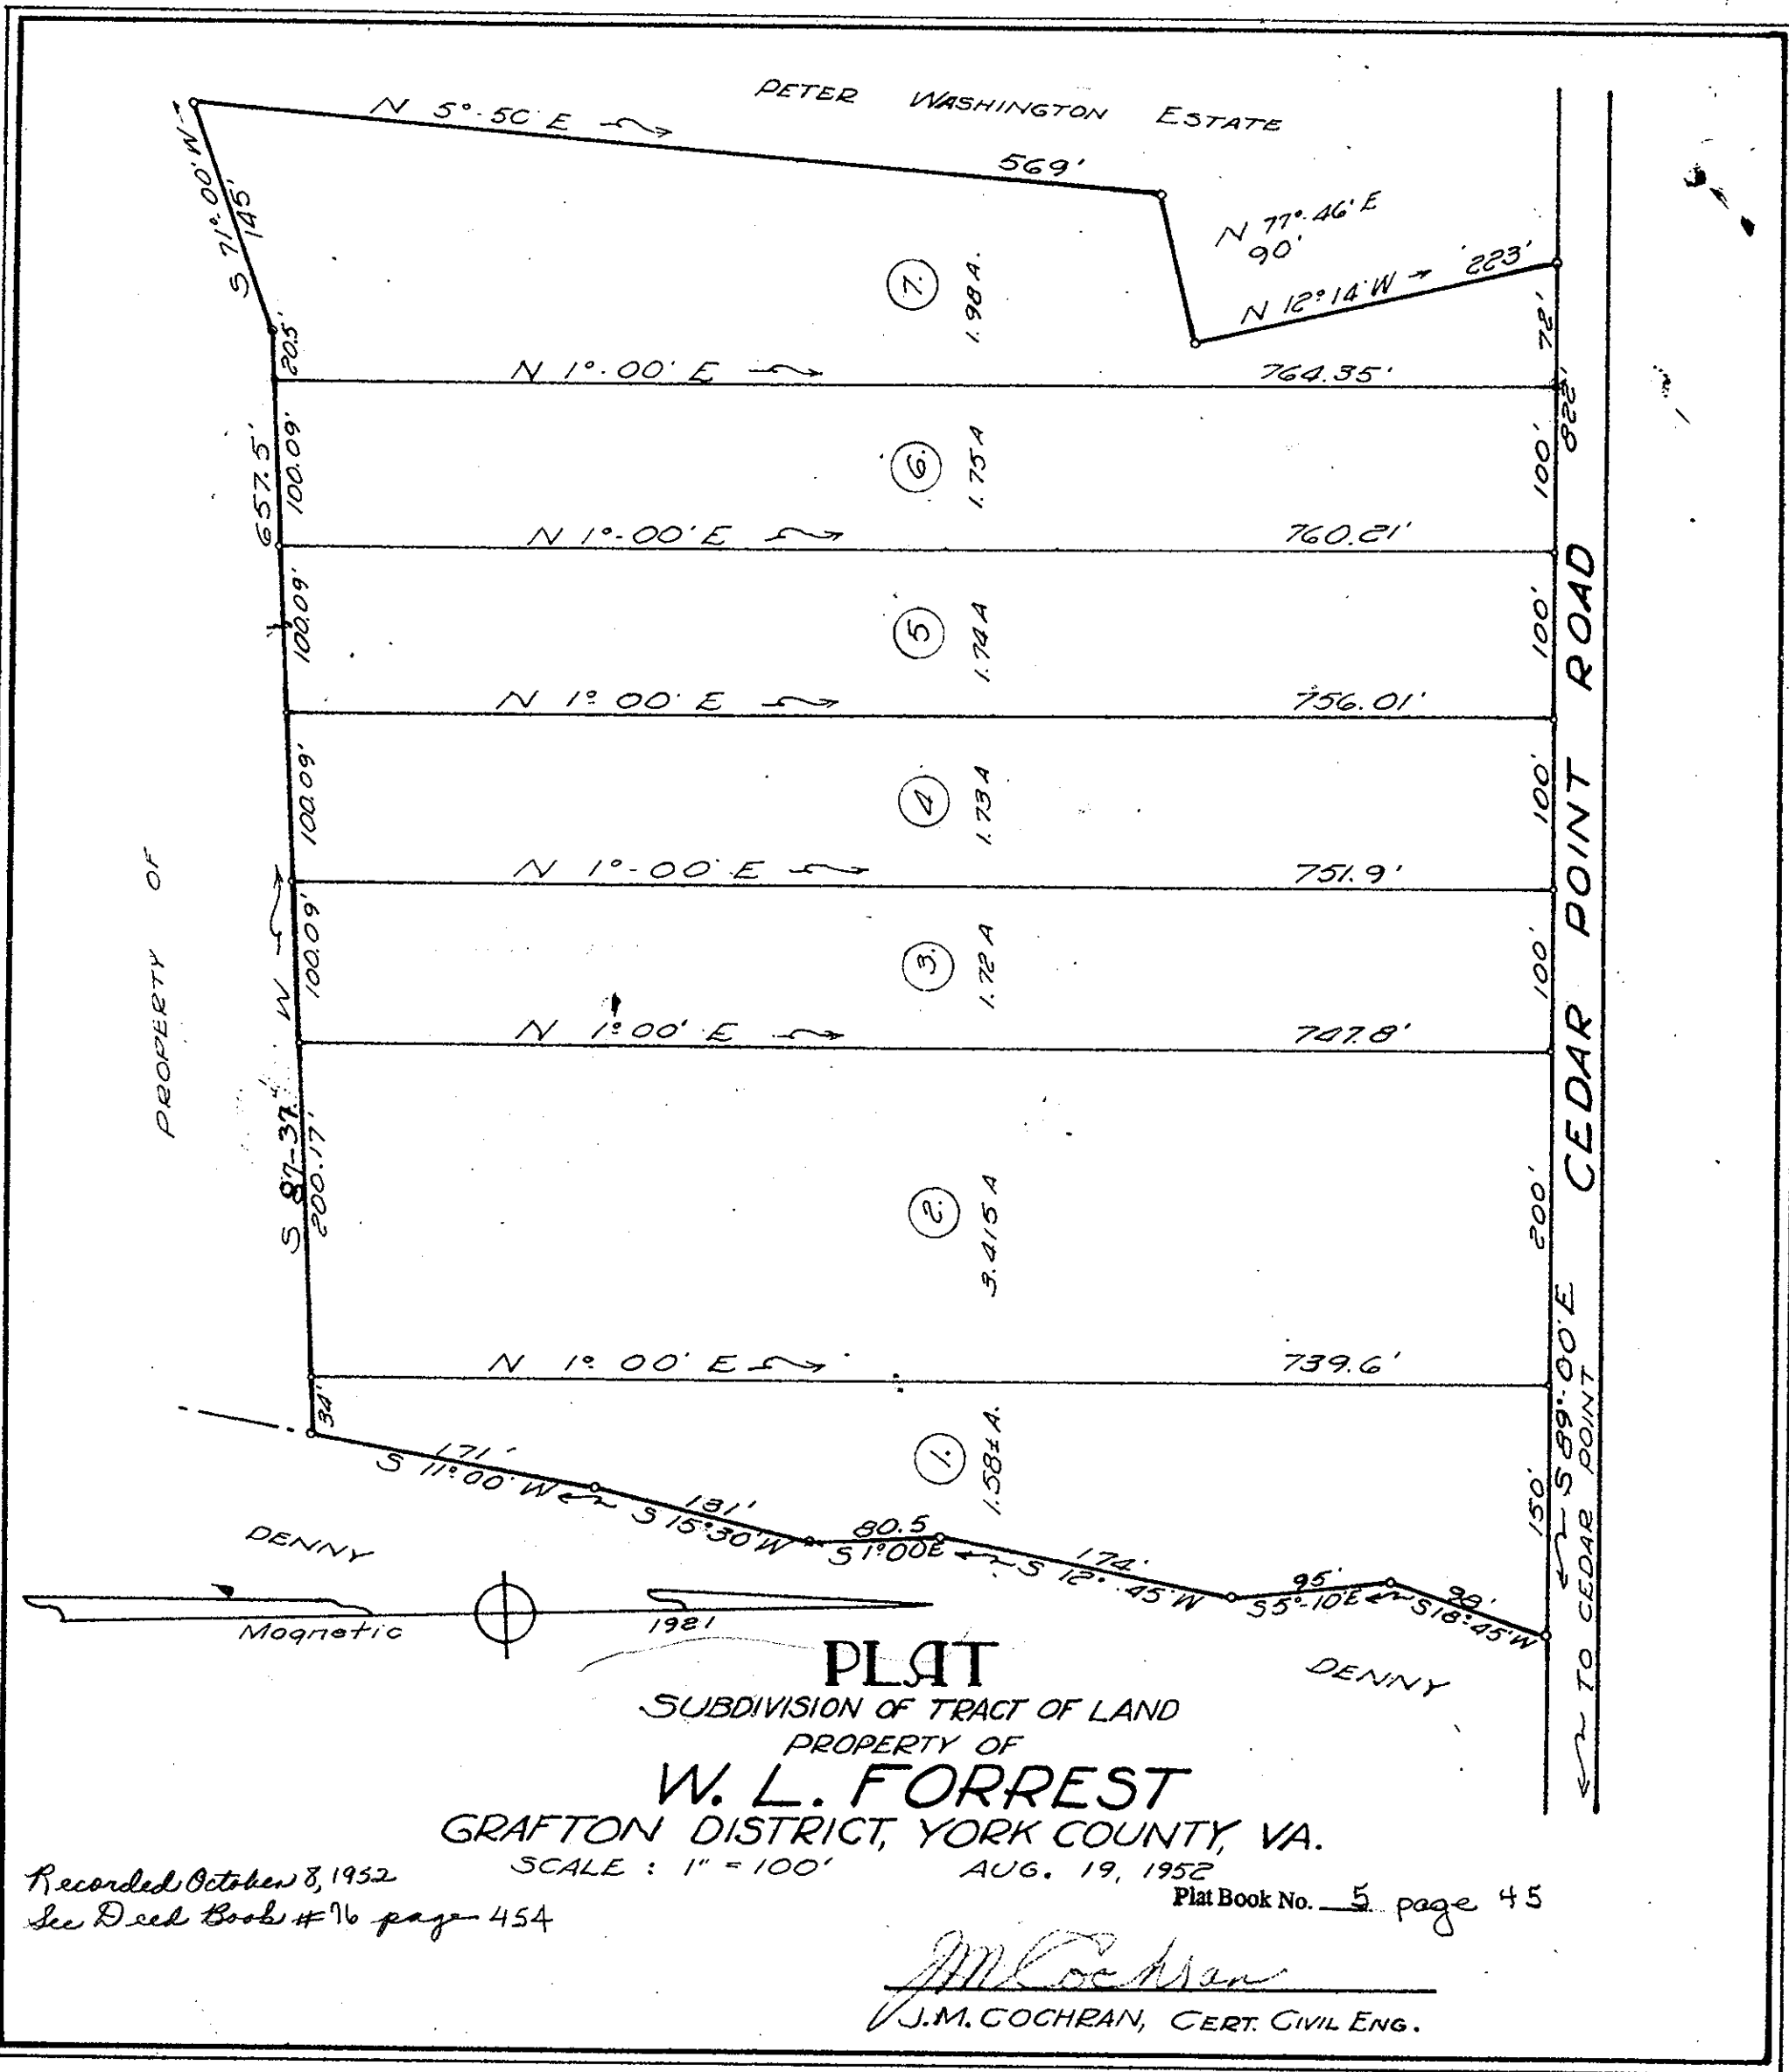 PETER WASHINGTON ESTATE
N 5°-50' E
569'
S 71°-00' W
145'
N 77°-46' E
90'
N 12°14' W
223'
7.
1.98 A.
20.5'
72'
N 1°-00' E
764.35'
822'
657.5'
100.09'
6.
1.75 A
100'
N 1°-00' E
760.21'
100.09'
5
1.74 A
100'
N 1° 00' E
756.01'
100.09'
4
1.73 A
100'
N 1°-00' E
751.9'
100.09'
3.
1.72 A
100'
N 1° 00' E
747.8'
S 87-37' W
200.17'
2.
3.415 A
200'
N 1° 00' E
739.6'
34'
1.
1.58± A.
150'
PROPERTY OF
CEDAR POINT ROAD
S 89°-00' E
TO CEDAR POINT
171'
S 11°00' W
131'
S 15°30' W
80.5
S 1°00E
174'
S 12° 45' W
95'
S 5°-10' E
99'
S 18°45' W
DENNY
DENNY
Magnetic
1921
PLAT
SUBDIVISION OF TRACT OF LAND
PROPERTY OF
W. L. FORREST
GRAFTON DISTRICT, YORK COUNTY, VA.
SCALE : 1" = 100' AUG. 19, 1952
Recorded October 8, 1952
See Deed Book #76 page 454
Plat Book No. 5 page 45
JM Cochran
J.M. COCHRAN, CERT. CIVIL ENG.